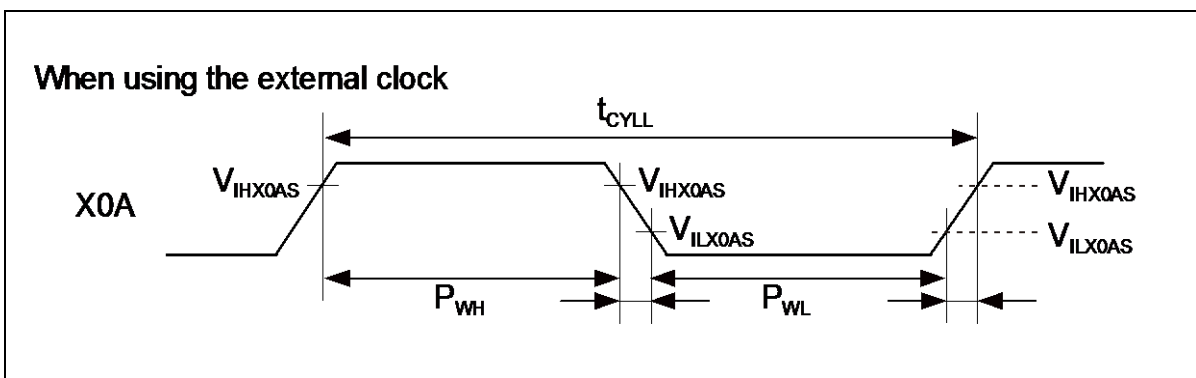 When using the external clock
tCYLL
VIHX0AS
VIHX0AS
VIHX0AS
X0A
VILX0AS
VILX0AS
PWH
PWL